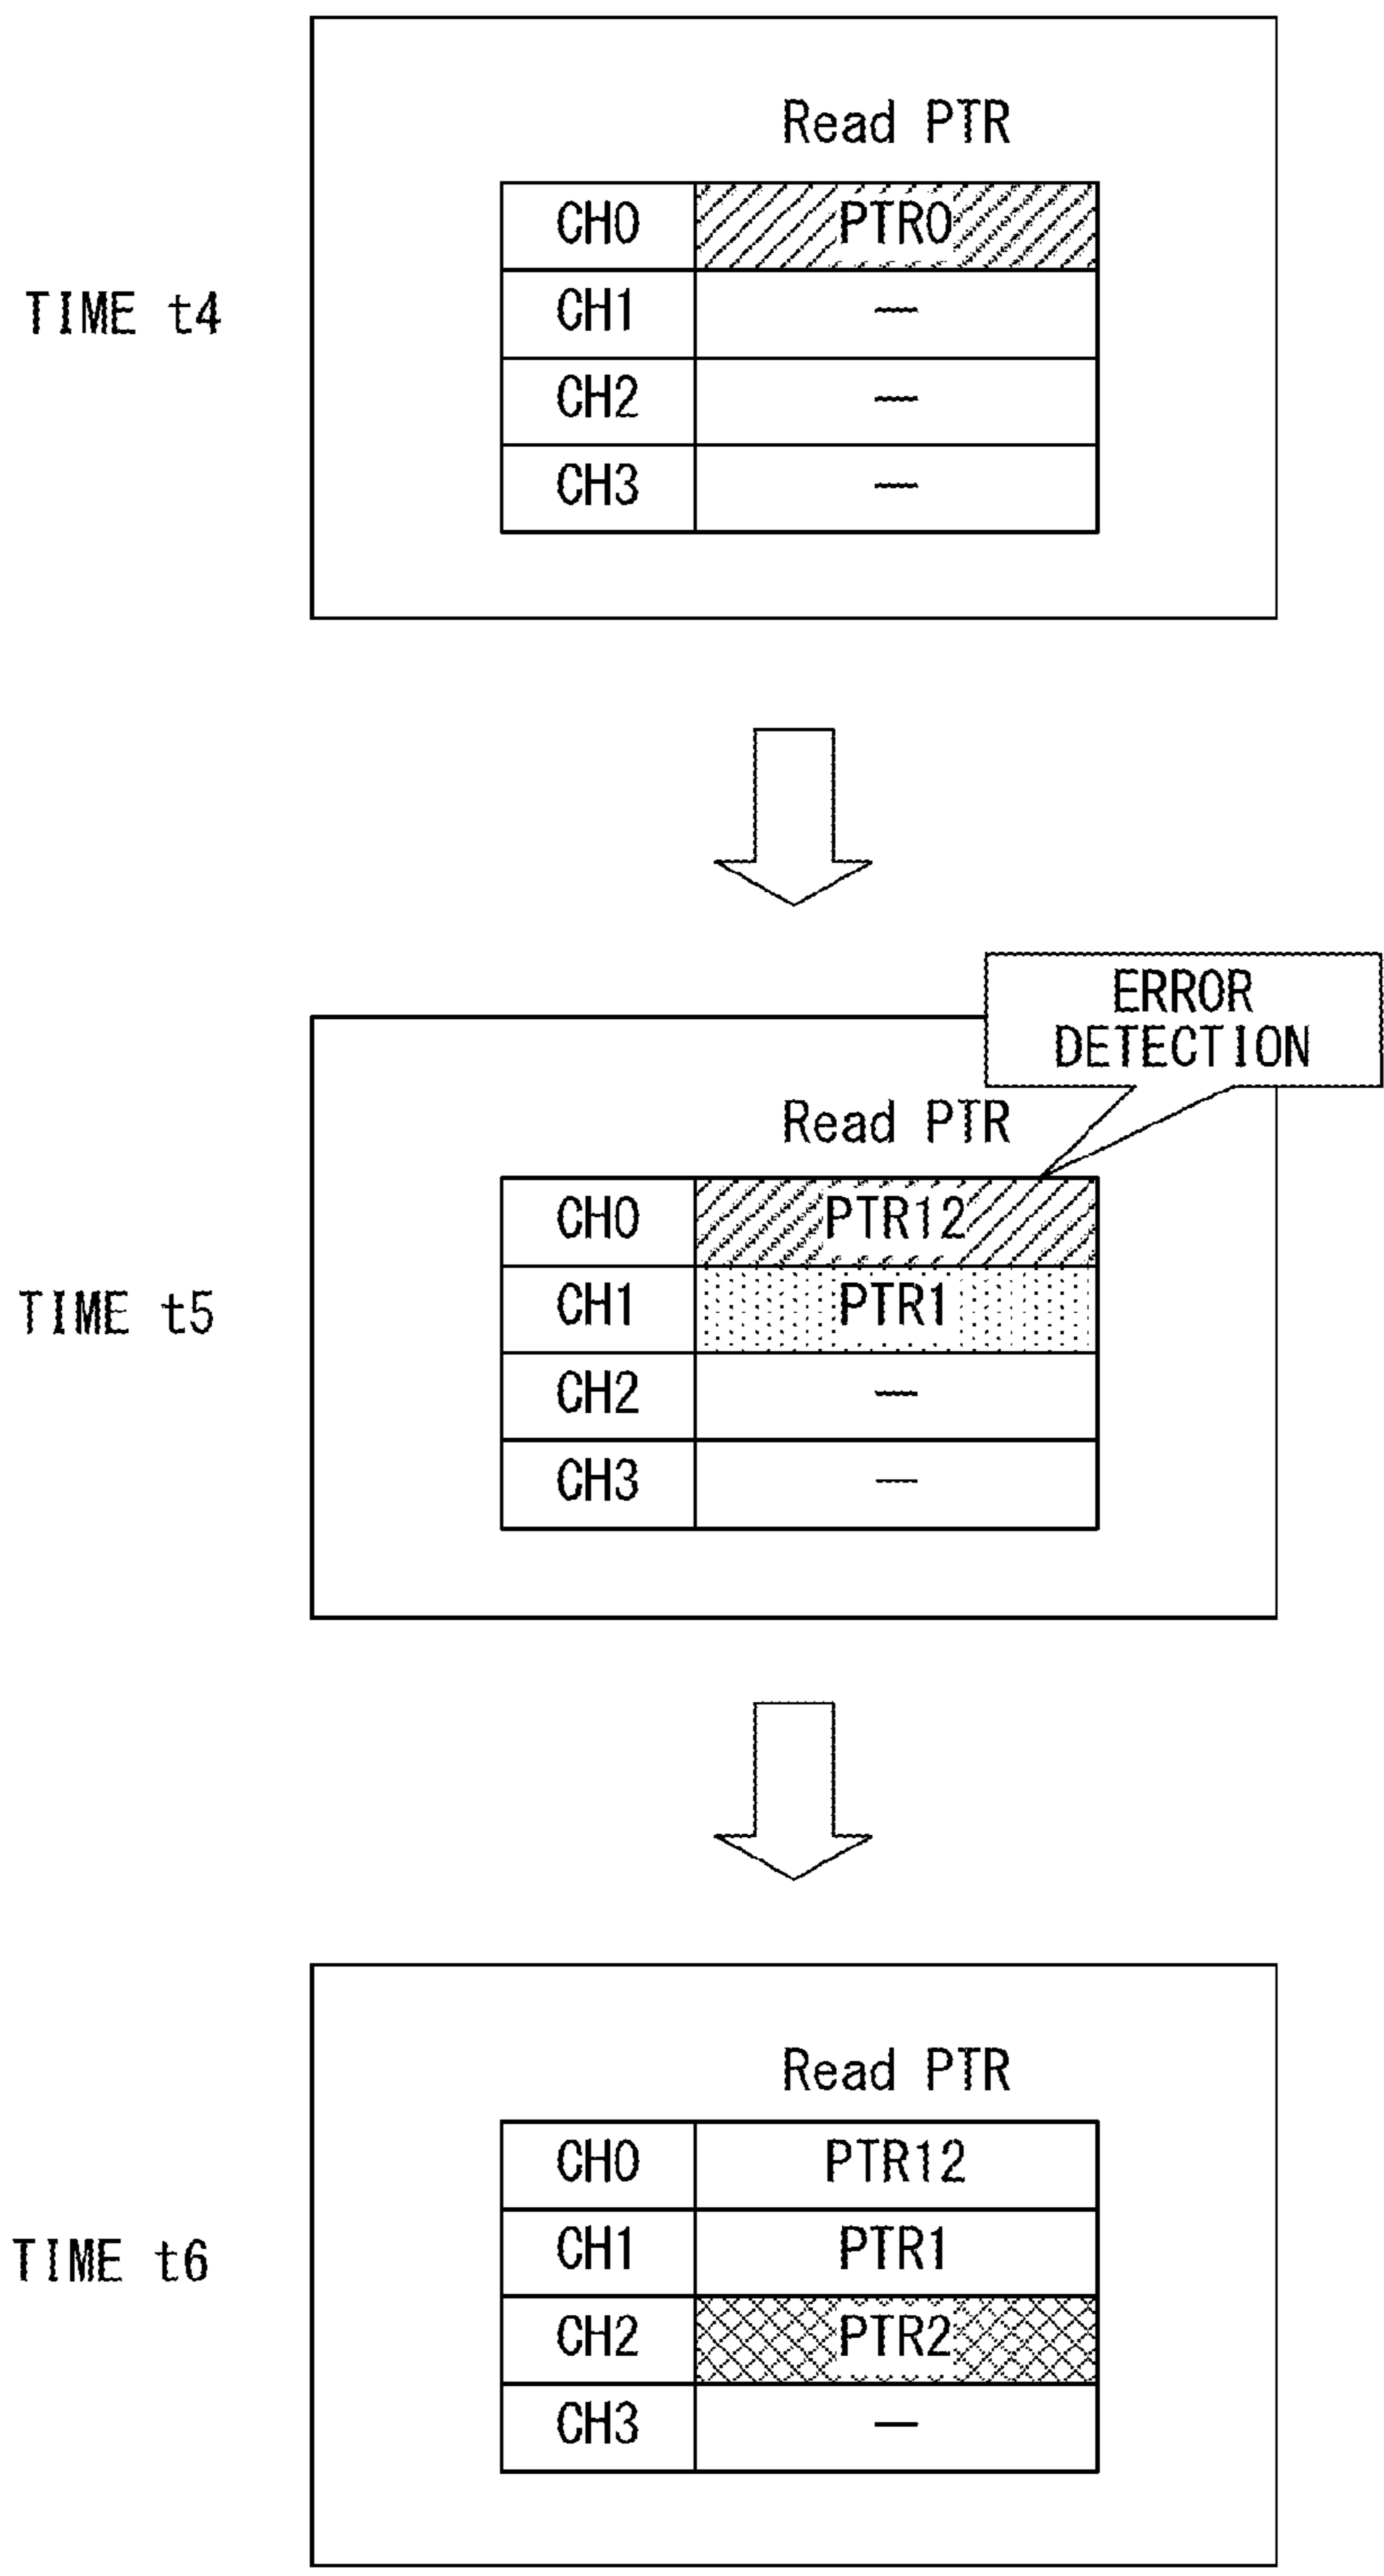 Read PTR
CH0 PTR0
TIME t4
CH1 —
CH2 —
CH3 —
ERROR
DETECTION
Read PTR
CH0 PTR12
TIME t5
CH1 PTR1
CH2 —
CH3 —
Read PTR
CH0 PTR12
TIME t6
CH1 PTR1
CH2 PTR2
CH3 —